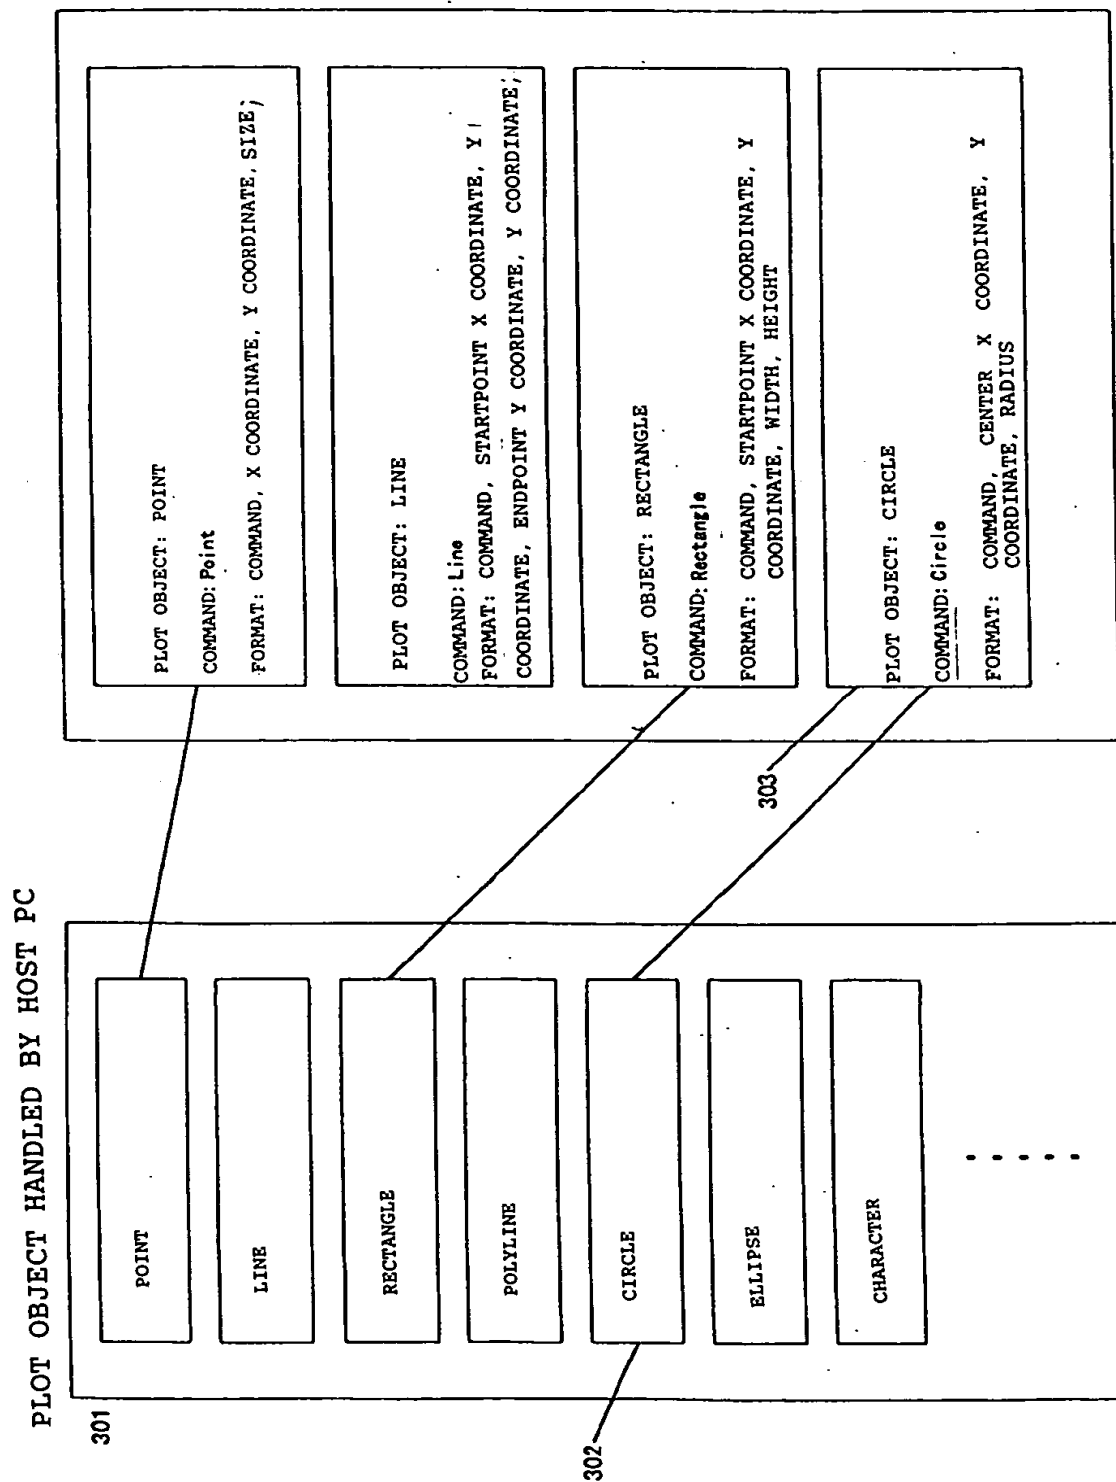 PLOT OBJECT HANDLED BY HOST PC
301
POINT
LINE
RECTANGLE
POLYLINE
CIRCLE
ELLIPSE
CHARACTER
302
PLOT OBJECT: POINT
COMMAND: Point
FORMAT: COMMAND, X COORDINATE, Y COORDINATE, SIZE;
PLOT OBJECT: LINE
COMMAND: Line
FORMAT: COMMAND, STARTPOINT X COORDINATE, Y
COORDINATE, ENDPOINT Y COORDINATE, Y COORDINATE;
PLOT OBJECT: RECTANGLE
COMMAND: Rectangle
FORMAT: COMMAND, STARTPOINT X COORDINATE, Y
COORDINATE, WIDTH, HEIGHT
303
PLOT OBJECT: CIRCLE
COMMAND: Circle
FORMAT: COMMAND, CENTER X COORDINATE, Y
COORDINATE, RADIUS